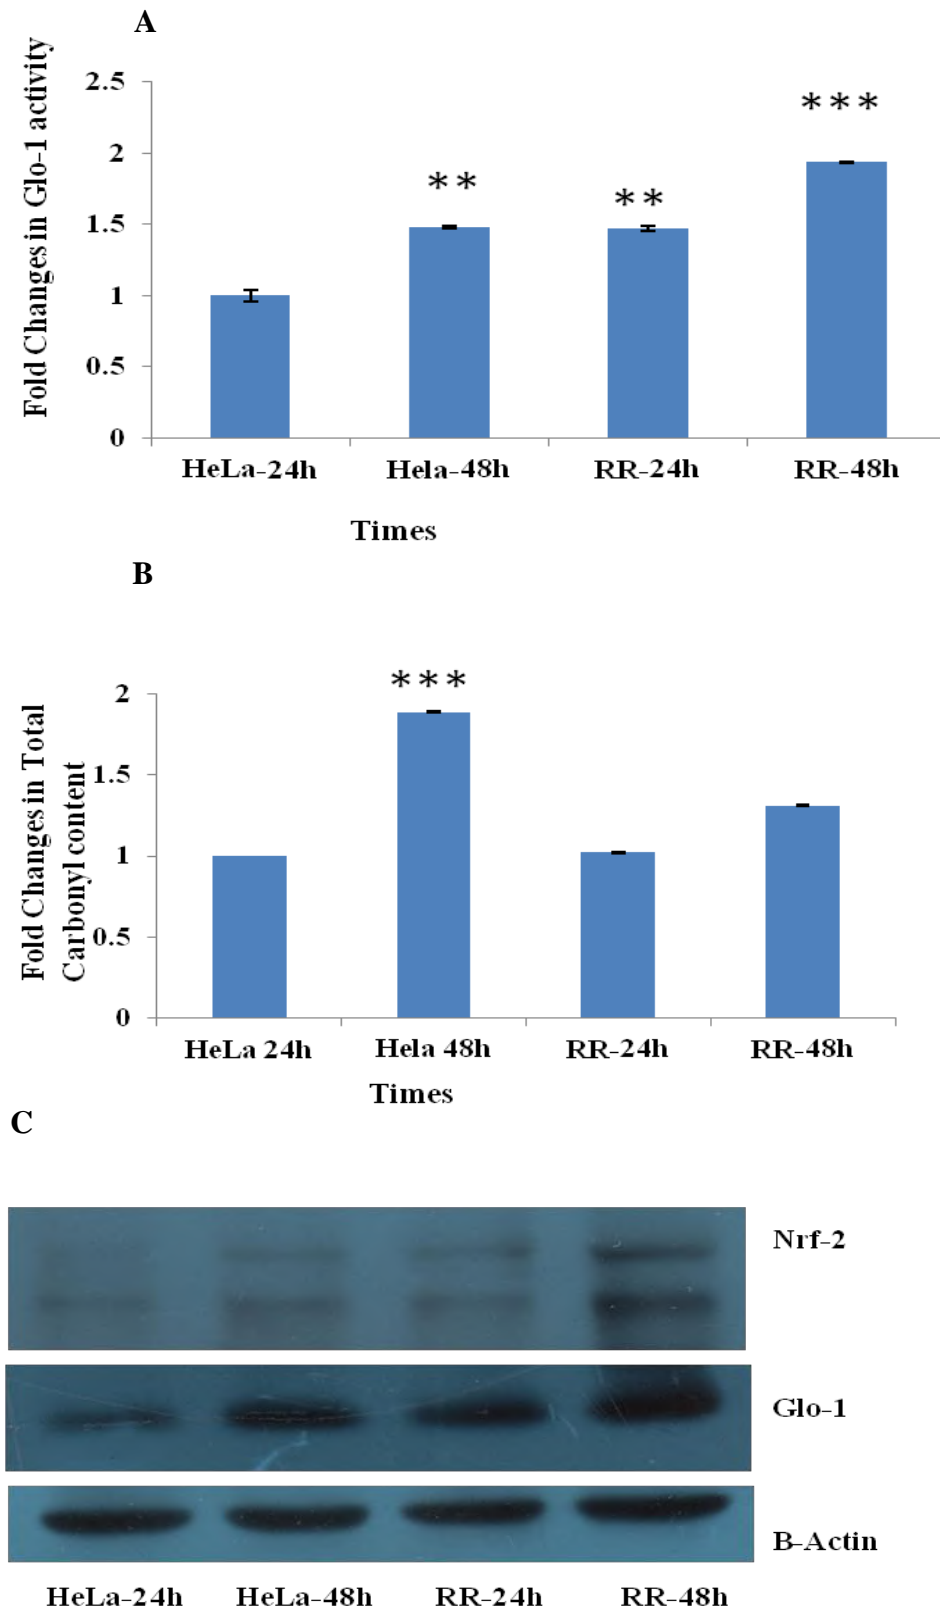 A
Fold Changes in Glo-1 activity
2.5
2
1.5
1
0.5
0
**
**
***
HeLa-24h Hela-48h RR-24h RR-48h
Times
B
Fold Changes in Total
Carbonyl content
2
1.5
1
0.5
0
***
HeLa 24h Hela 48h RR-24h RR-48h
Times
C
Nrf-2
Glo-1
B-Actin
HeLa-24h HeLa-48h RR-24h RR-48h